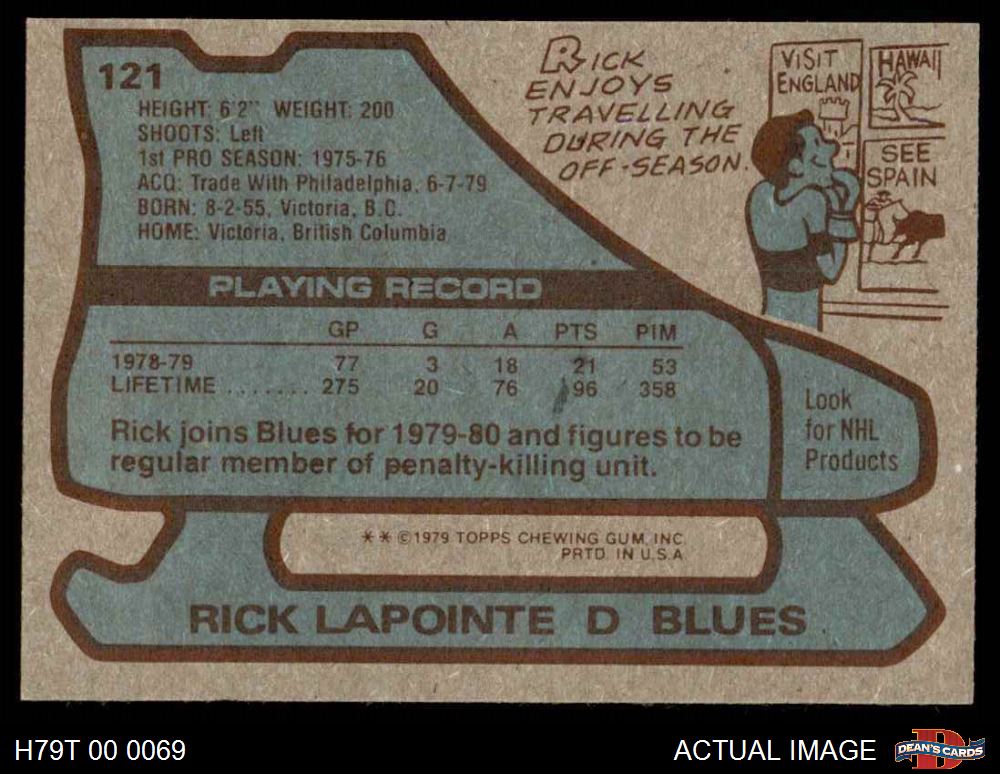 121
HEIGHT: 6'2" WEIGHT: 200
SHOOTS: Left
1st PRO SEASON: 1975-76
ACQ: Trade With Philadelphia, 6-7-79
BORN: 8-2-55, Victoria, B.C.
HOME: Victoria, British Columbia
RICK
ENJOYS
TRAVELLING
DURING THE
OFF-SEASON.
VISIT
ENGLAND
HAWAII
SEE
SPAIN
PLAYING RECORD
GP G A PTS PIM
1978-79 77 3 18 21 53
LIFETIME ........ 275 20 76 96 358
Rick joins Blues for 1979-80 and figures to be
regular member of penalty-killing unit.
Look
for NHL
Products
** ©1979 TOPPS CHEWING GUM, INC.
PRTD. IN U.S.A
RICK LAPOINTE D BLUES
H79T 00 0069
ACTUAL IMAGE
D
DEAN'S CARDS